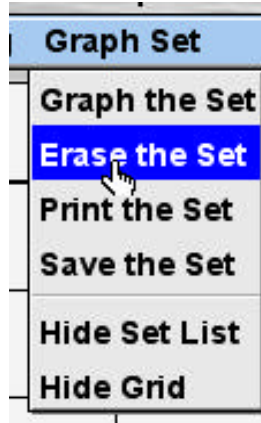 Graph Set
Graph the Set
Erase the Set
Print the Set
Save the Set
Hide Set List
Hide Grid